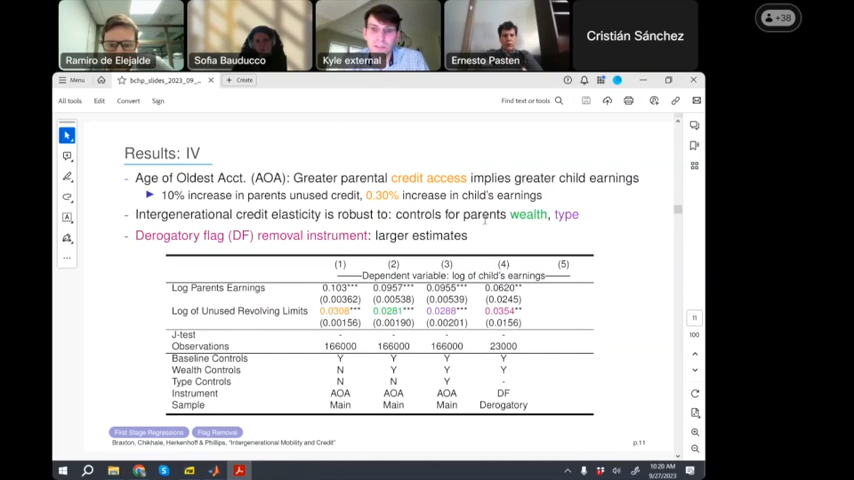 Ramiro de Elejalde
Sofia Bauducco
Kyle external
Ernesto Pasten
Cristián Sánchez
+38
Menu
bchp_slides_2023_09_...
+ Create
All tools
Edit
Convert
Sign
Find text or tools
Results: IV
- Age of Oldest Acct. (AOA): Greater parental credit access implies greater child earnings
10% increase in parents unused credit, 0.30% increase in child's earnings
- Intergenerational credit elasticity is robust to: controls for parents wealth, type
- Derogatory flag (DF) removal instrument: larger estimates
(1) (2) (3) (4) (5)
Dependent variable: log of child's earnings
Log Parents Earnings 0.103*** 0.0957*** 0.0955*** 0.0620**
(0.00362) (0.00538) (0.00539) (0.0245)
Log of Unused Revolving Limits 0.0308*** 0.0281*** 0.0288*** 0.0354**
(0.00156) (0.00190) (0.00201) (0.0156)
J-test - - - -
Observations 166000 166000 166000 23000
Baseline Controls Y Y Y Y
Wealth Controls N Y Y Y
Type Controls N N Y -
Instrument AOA AOA AOA DF
Sample Main Main Main Derogatory
First Stage Regressions Flag Removal
Braxton, Chikhale, Herkenhoff & Phillips, "Intergenerational Mobility and Credit" p.11
11
100
10:20 AM
9/27/2023